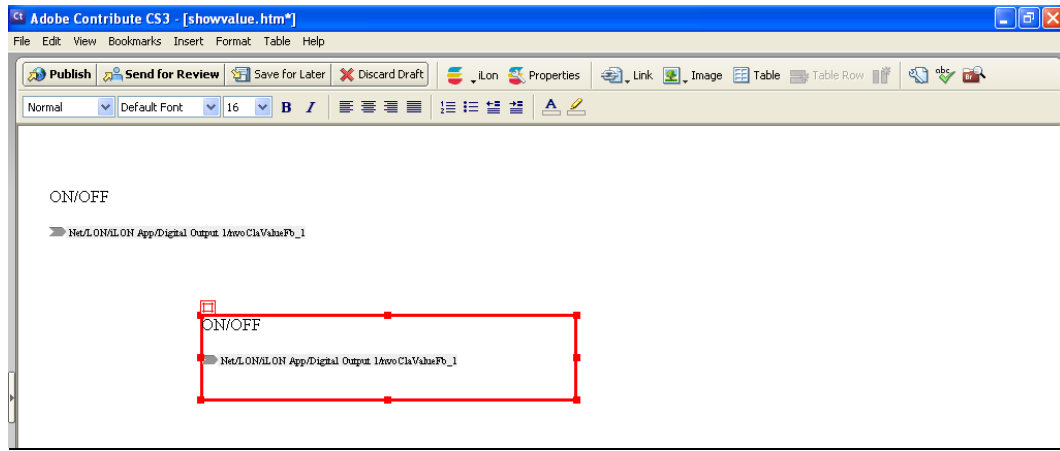 Ct Adobe Contribute CS3 - [showvalue.htm*]
File Edit View Bookmarks Insert Format Table Help
Publish Send for Review Save for Later Discard Draft iLon Properties Link Image Table Table Row abc
Normal Default Font 16 B I A
ON/OFF
Net/LON/iLON App/Digital Output 1/nvoClaValueFb_1
ON/OFF
Net/LON/iLON App/Digital Output 1/nvoClaValueFb_1